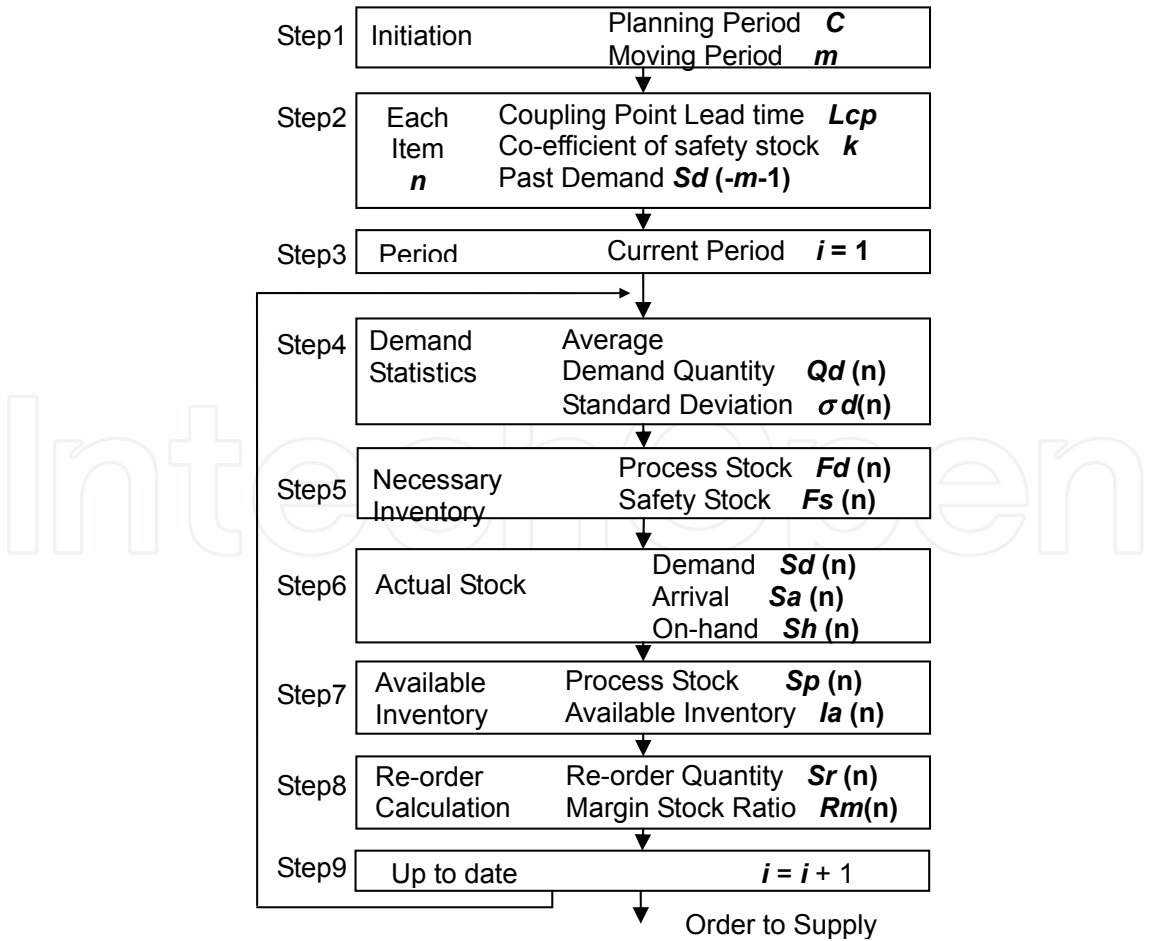 Step1 Initiation Planning Period C
Moving Period m
Step2 Each Coupling Point Lead time Lcp
Item Co-efficient of safety stock k
n Past Demand Sd (-m-1)
Step3 Period Current Period i = 1
Step4 Demand Average
Statistics Demand Quantity Qd (n)
Standard Deviation σ d(n)
Step5 Necessary Process Stock Fd (n)
Inventory Safety Stock Fs (n)
Step6 Actual Stock Demand Sd (n)
Arrival Sa (n)
On-hand Sh (n)
Step7 Available Process Stock Sp (n)
Inventory Available Inventory Ia (n)
Step8 Re-order Re-order Quantity Sr (n)
Calculation Margin Stock Ratio Rm(n)
Step9 Up to date i = i + 1
Order to Supply
IntechOpen